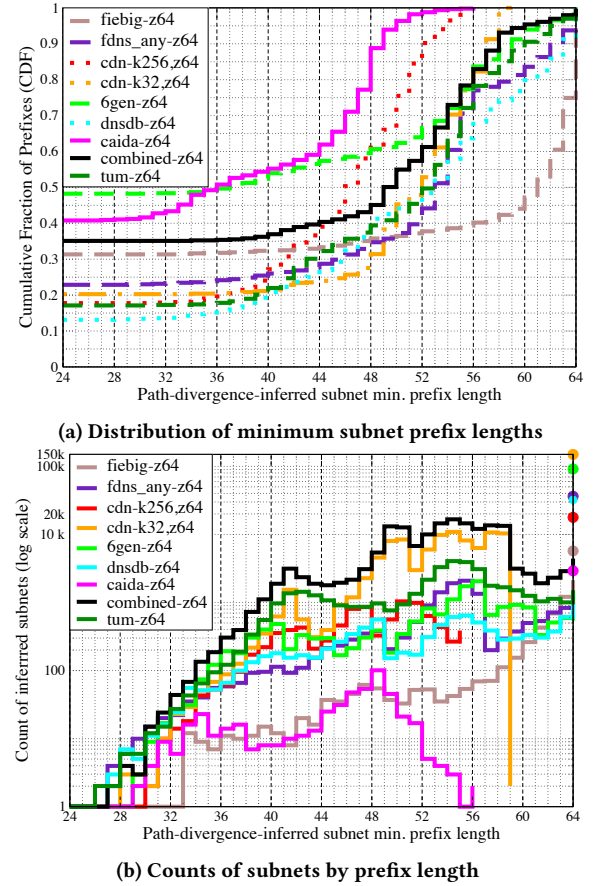 Cumulative Fraction of Prefixes (CDF)
1
0.9
0.8
0.7
0.6
0.5
0.4
0.3
0.2
0.1
0
fiebig-z64
fdns_any-z64
cdn-k256,z64
cdn-k32,z64
6gen-z64
dnsdb-z64
caida-z64
combined-z64
tum-z64
24 28 32 36 40 44 48 52 56 60 64
Path-divergence-inferred subnet min. prefix length
(a) Distribution of minimum subnet prefix lengths
Count of inferred subnets (log scale)
150k
100k
20k
10 k
100
1
fiebig-z64
fdns_any-z64
cdn-k256,z64
cdn-k32,z64
6gen-z64
dnsdb-z64
caida-z64
combined-z64
tum-z64
24 28 32 36 40 44 48 52 56 60 64
Path-divergence-inferred subnet min. prefix length
(b) Counts of subnets by prefix length